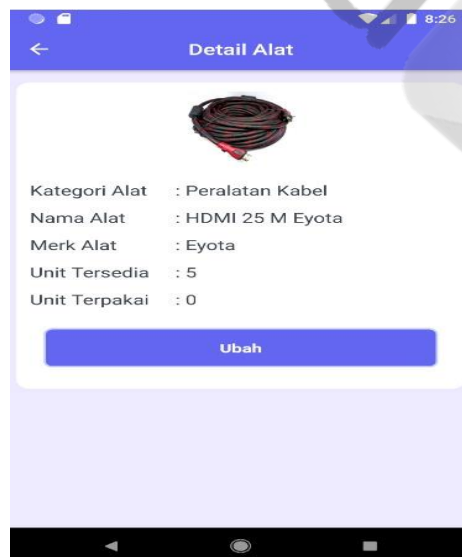 8:26
Detail Alat
Kategori Alat : Peralatan Kabel
Nama Alat : HDMI 25 M Eyota
Merk Alat : Eyota
Unit Tersedia : 5
Unit Terpakai : 0
Ubah